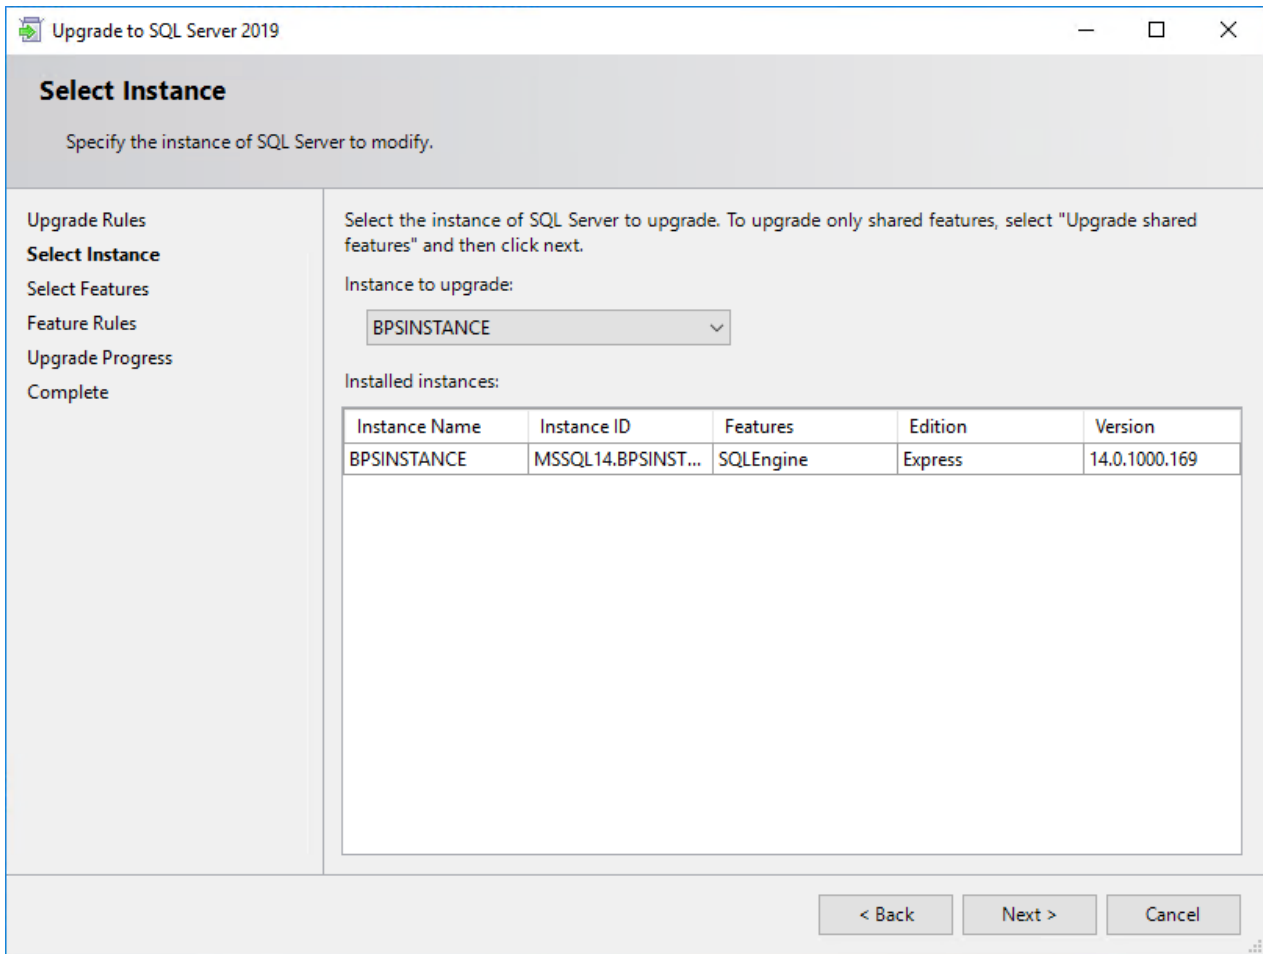 Upgrade to SQL Server 2019
Select Instance
Specify the instance of SQL Server to modify.
Upgrade Rules
Select Instance
Select Features
Feature Rules
Upgrade Progress
Complete
Select the instance of SQL Server to upgrade. To upgrade only shared features, select "Upgrade shared
features" and then click next.
Instance to upgrade:
BPSINSTANCE
Installed instances:
Instance Name Instance ID Features Edition Version
BPSINSTANCE MSSQL14.BPSINST... SQLEngine Express 14.0.1000.169
< Back Next > Cancel